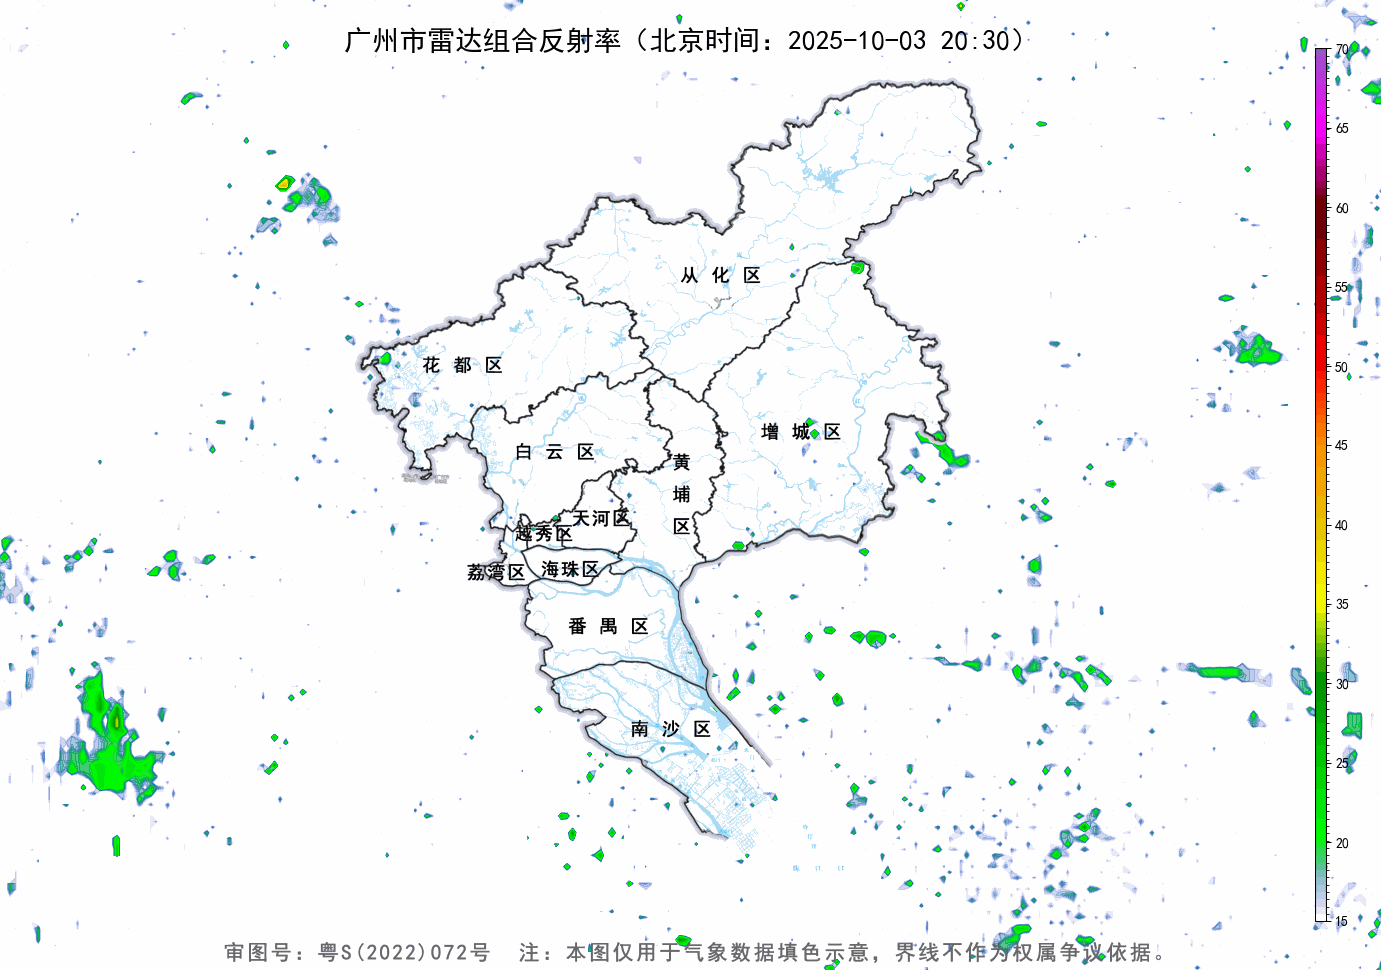 广州市雷达组合反射率（北京时间：2025-10-03 20:30）
70
65
60
55
50
45
40
35
30
25
20
15
从化区
花都区
增城区
白云区
黄埔区
天河区
越秀区
荔湾区
海珠区
番禺区
南沙区
审图号：粤S(2022)072号 注：本图仅用于气象数据填色示意，界线不作为权属争议依据。